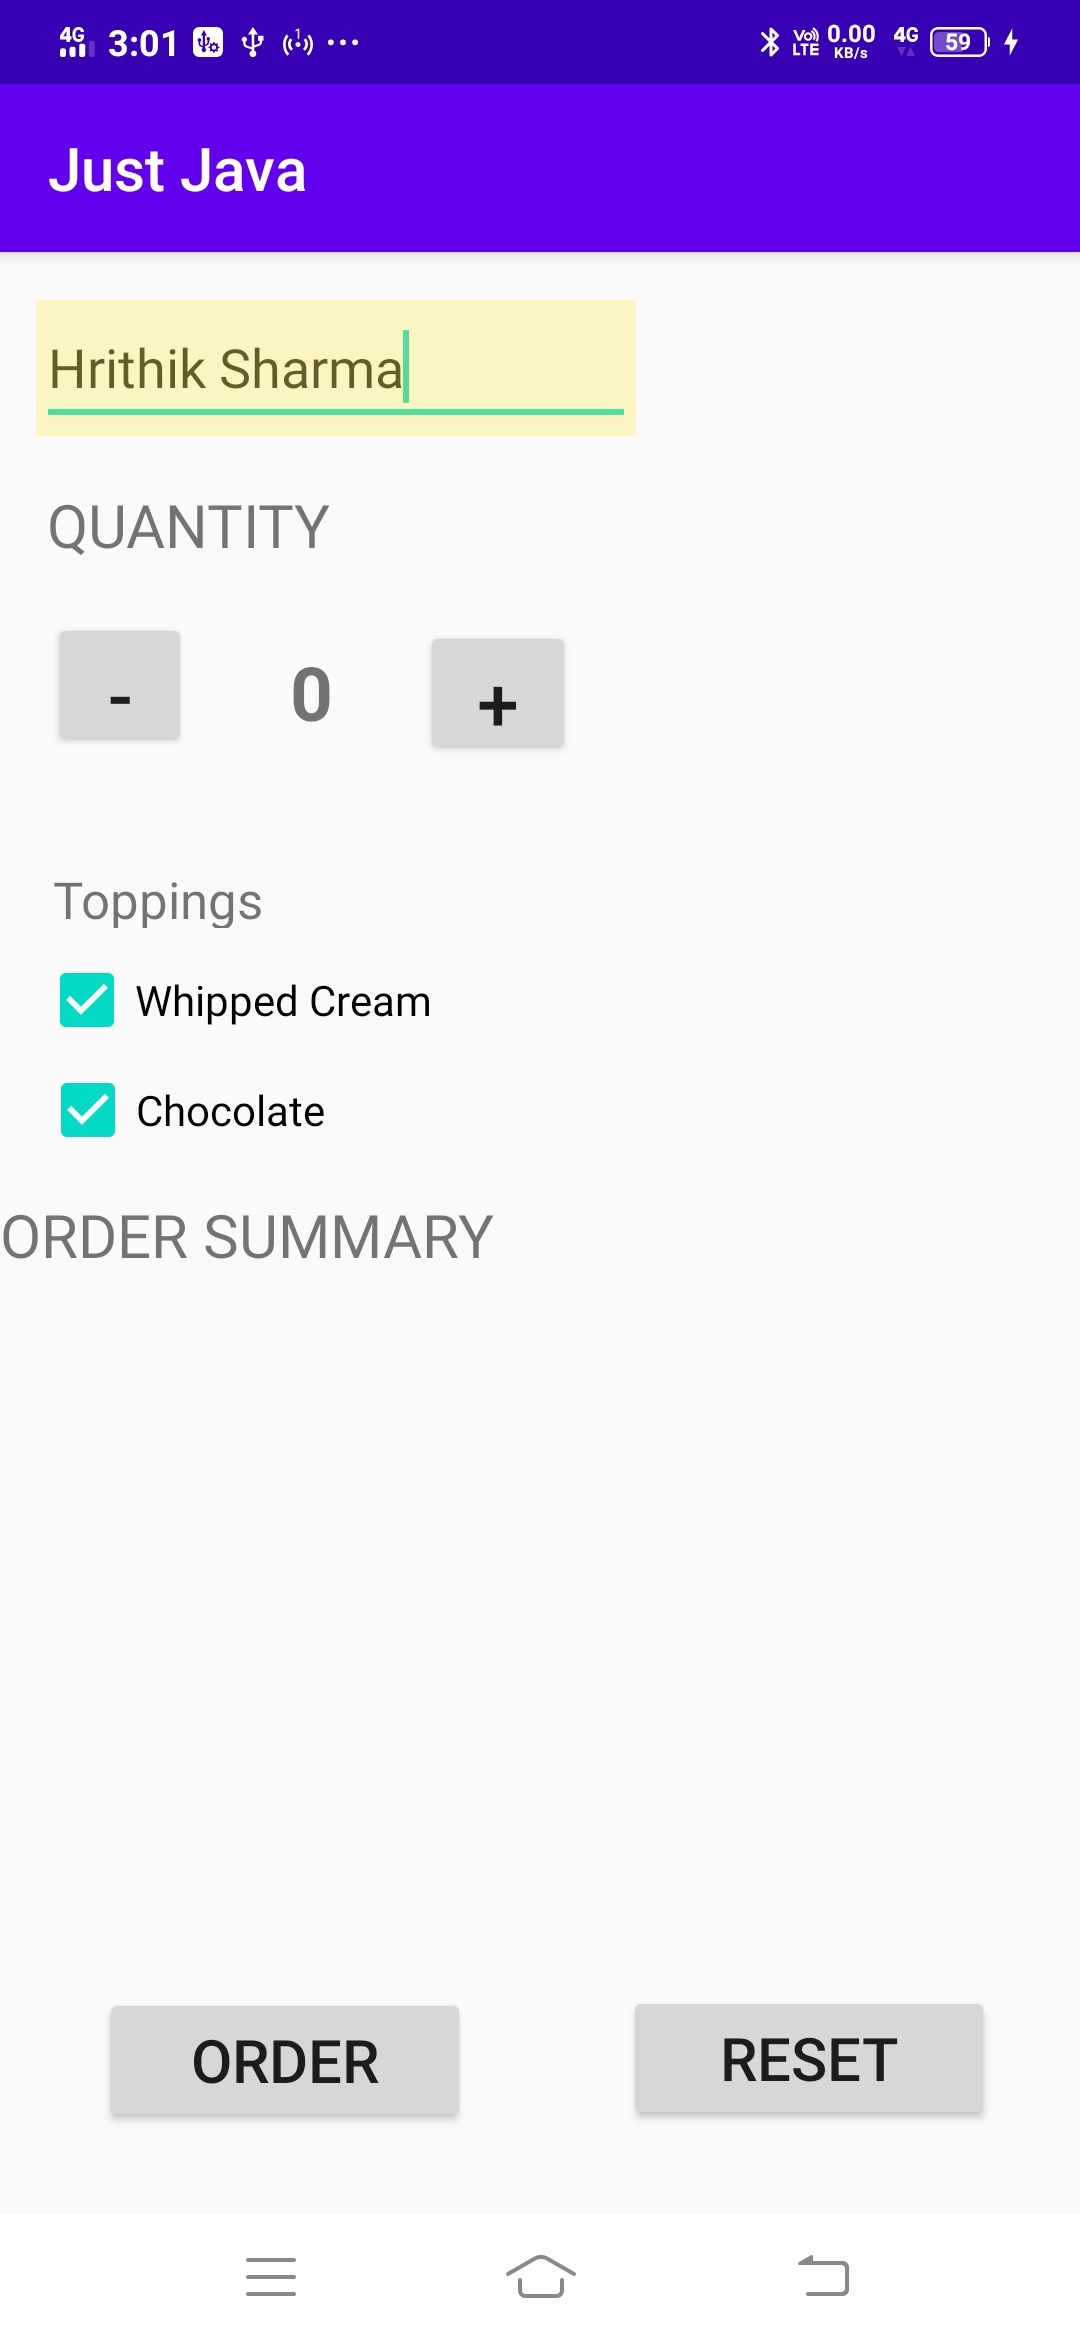 4G 3:01 1 Vo) LTE 0.00 KB/s 4G 59
Just Java
Hrithik Sharma
QUANTITY
- 0 +
Toppings
Whipped Cream
Chocolate
ORDER SUMMARY
ORDER RESET